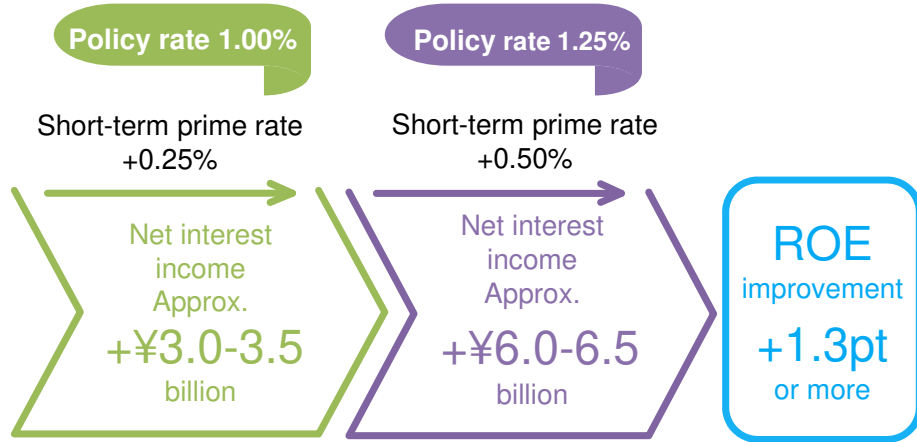 Policy rate 1.00%
Policy rate 1.25%
Short-term prime rate
+0.25%
Short-term prime rate
+0.50%
Net interest
income
Approx.
+¥3.0-3.5
billion
Net interest
income
Approx.
+¥6.0-6.5
billion
ROE
improvement
+1.3pt
or more